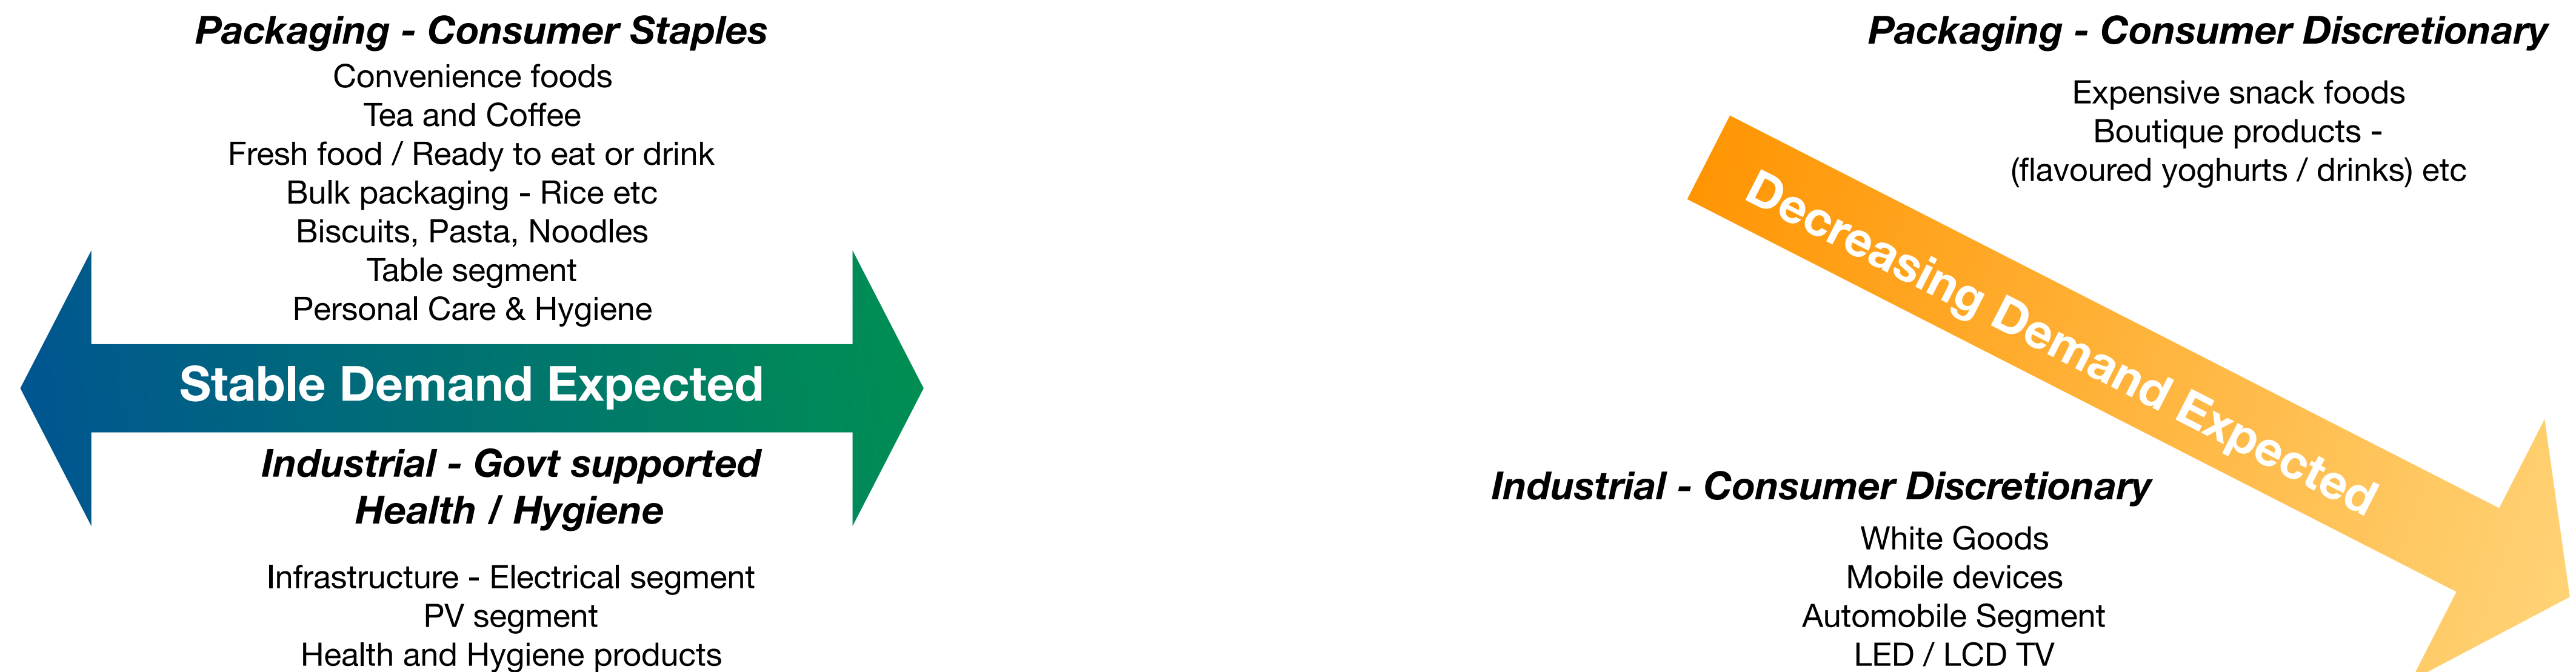 Packaging - Consumer Staples
Convenience foods
Tea and Coffee
Fresh food / Ready to eat or drink
Bulk packaging - Rice etc
Biscuits, Pasta, Noodles
Table segment
Personal Care & Hygiene
Stable Demand Expected
Industrial - Govt supported
Health / Hygiene
Infrastructure - Electrical segment
PV segment
Health and Hygiene products
Packaging - Consumer Discretionary
Expensive snack foods
Boutique products -
(flavoured yoghurts / drinks) etc
Decreasing Demand Expected
Industrial - Consumer Discretionary
White Goods
Mobile devices
Automobile Segment
LED / LCD TV